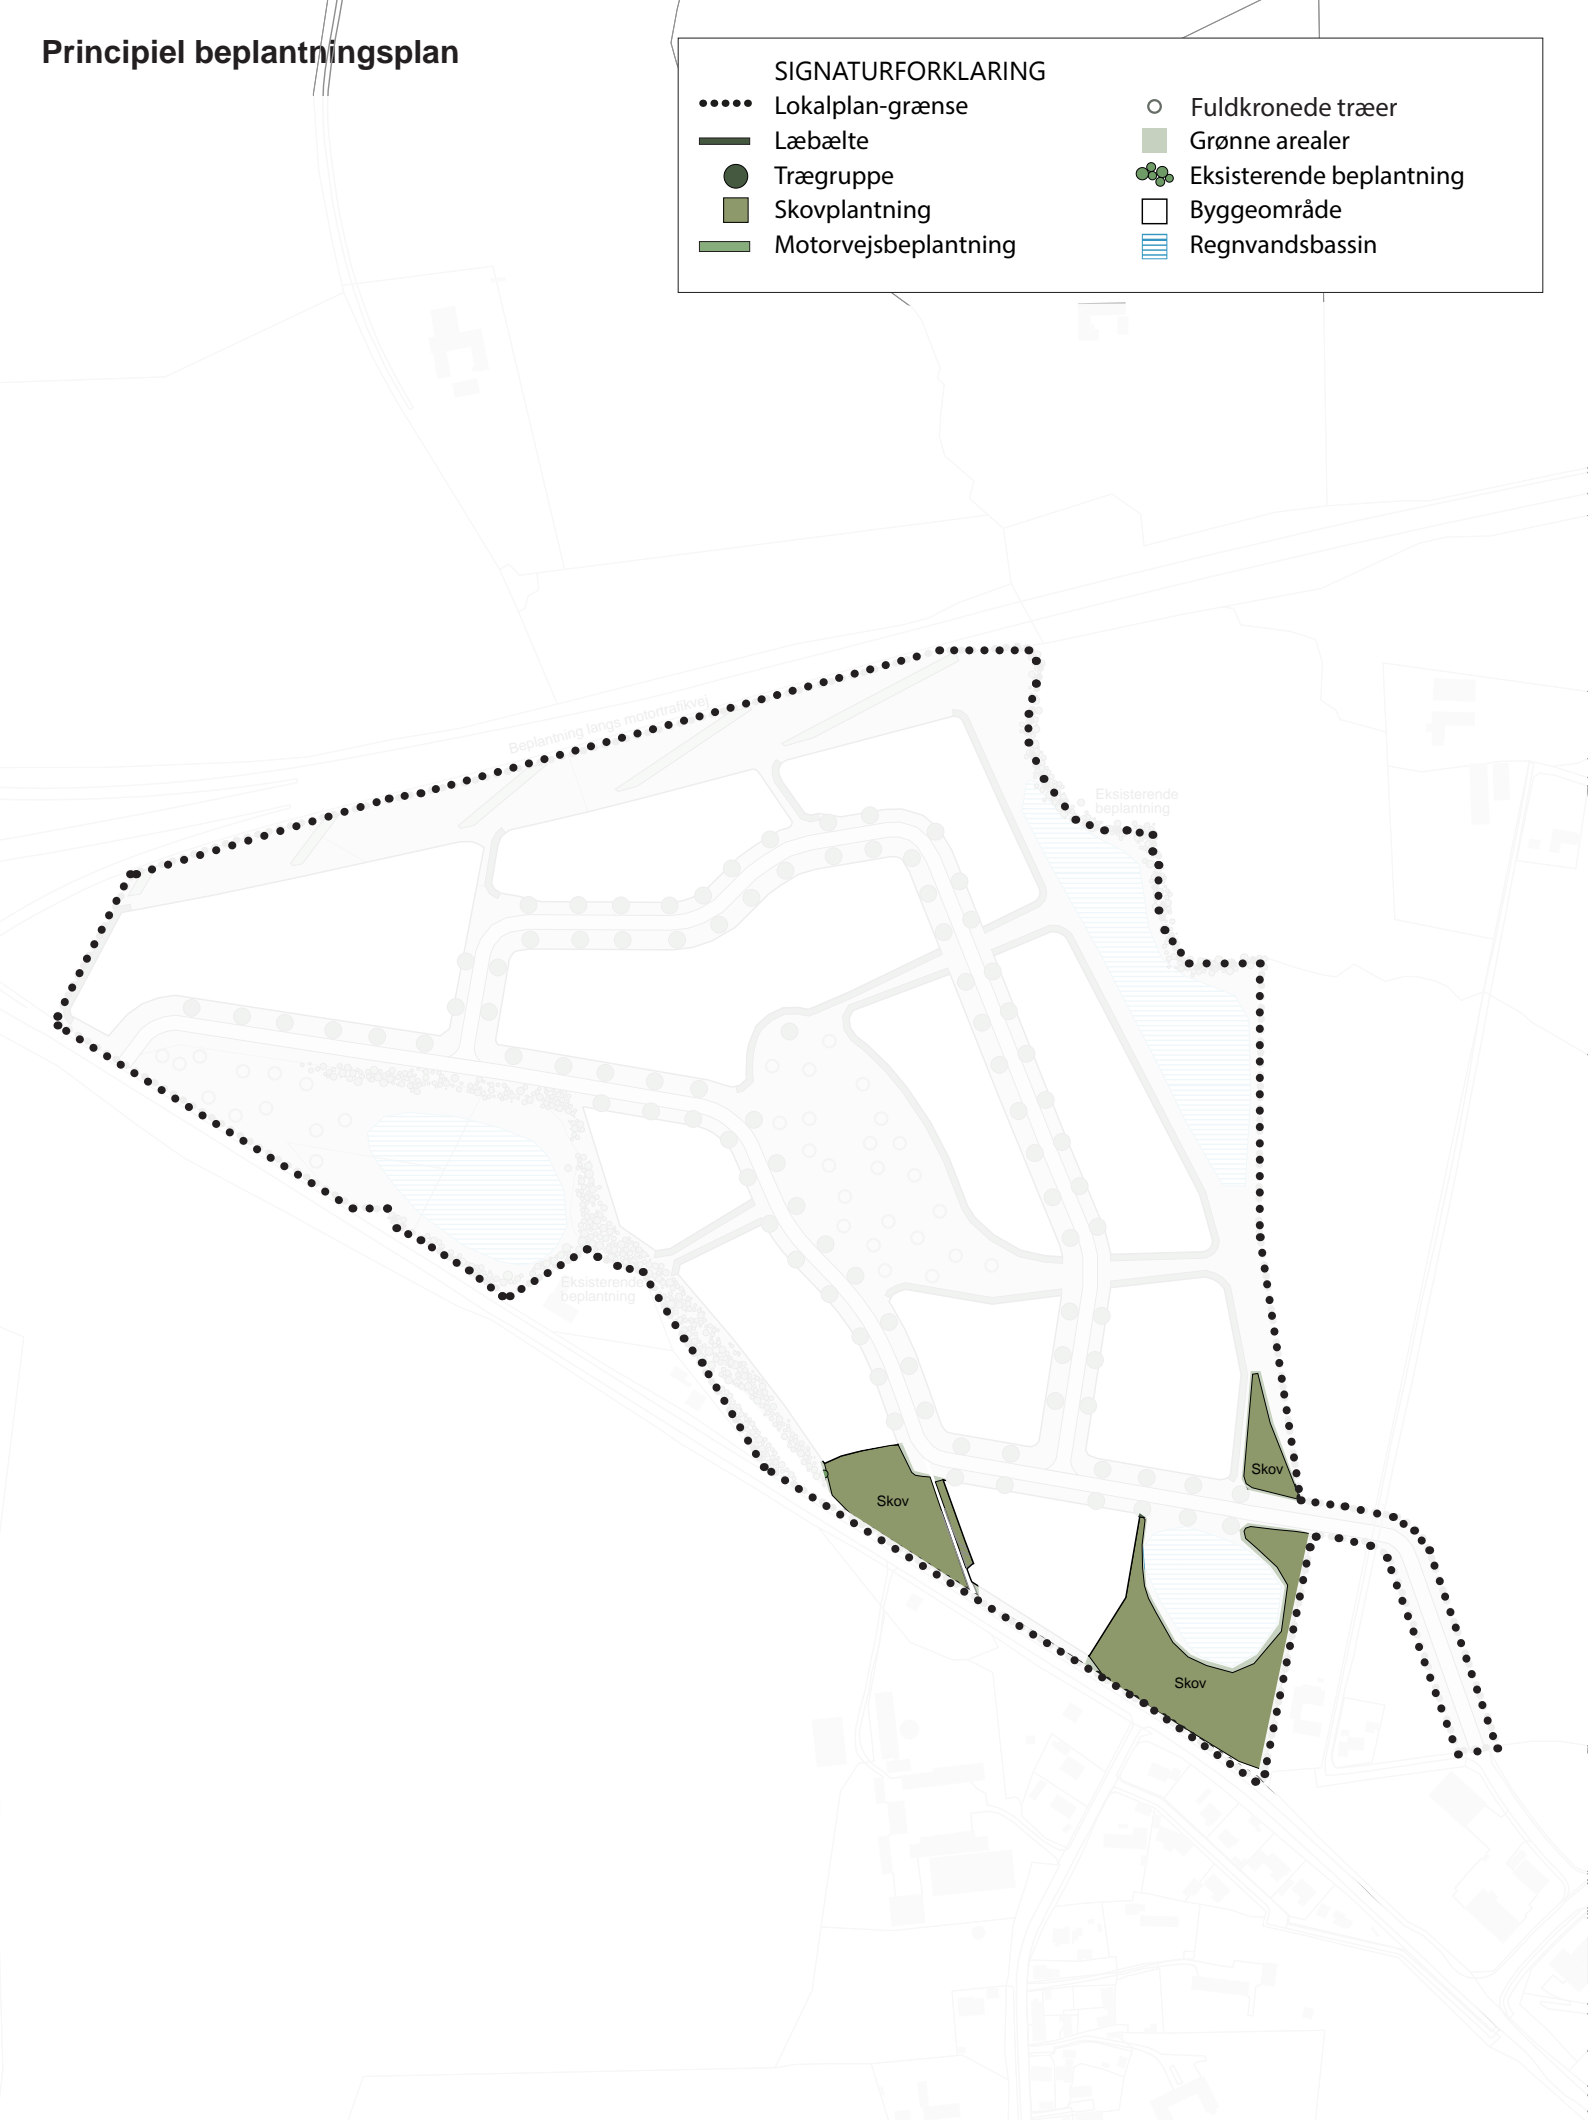 Principiel beplantningsplan
SIGNATURFORKLARING
Lokalplan-grænse
Læbælte
Trægruppe
Skovplantning
Motorvejsbeplantning
Fuldkronede træer
Grønne arealer
Eksisterende beplantning
Byggeområde
Regnvandsbassin
Beplantning langs motortrafikvej
Eksisterende
beplantning
Eksisterende
beplantning
Skov
Skov
Skov